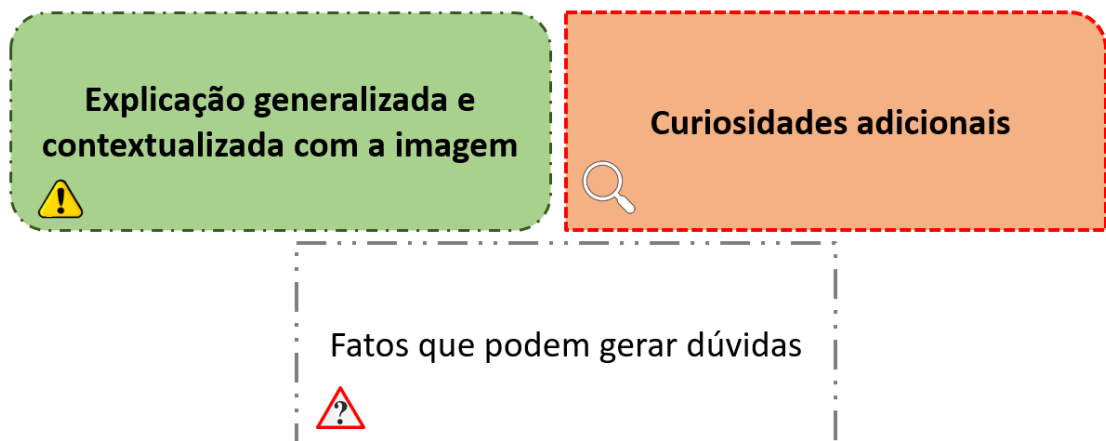 Explicação generalizada e
contextualizada com a imagem
Curiosidades adicionais
Fatos que podem gerar dúvidas
?